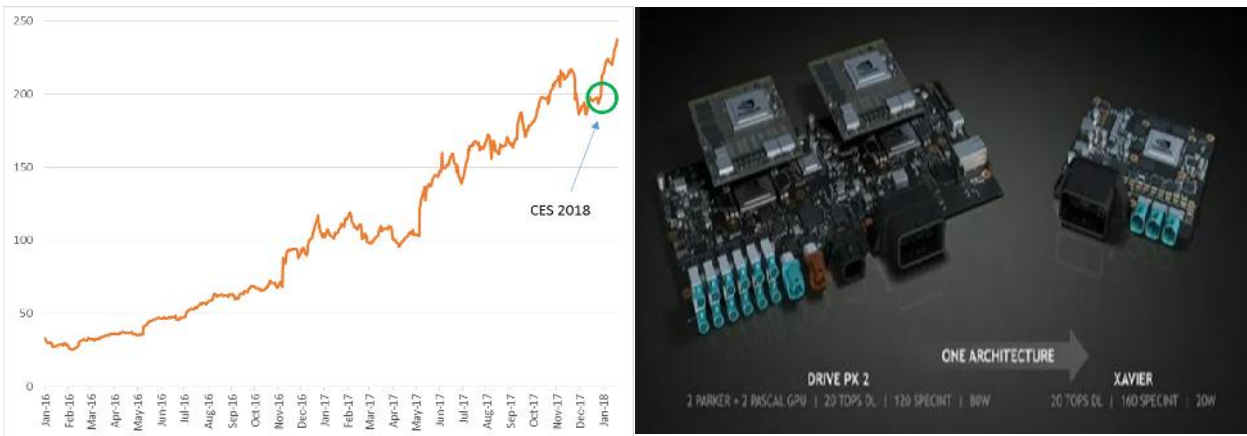 250
200
150
100
50
0
CES 2018
Jan-16
Feb-16
Mar-16
Apr-16
May-16
Jun-16
Jul-16
Aug-16
Sep-16
Oct-16
Nov-16
Dec-16
Jan-17
Feb-17
Mar-17
Apr-17
May-17
Jun-17
Jul-17
Aug-17
Sep-17
Oct-17
Nov-17
Dec-17
Jan-18
ONE ARCHITECTURE
DRIVE PX 2
2 PARKER + 2 PASCAL GPU | 20 TOPS DL | 120 SPECINT | 80W
XAVIER
20 TOPS DL | 160 SPECINT | 20W